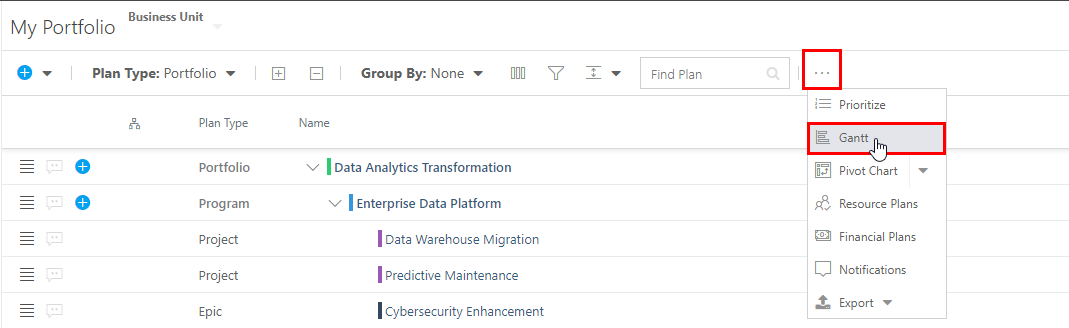 Business Unit
My Portfolio
Plan Type: Portfolio
Group By: None
Find Plan
...
Prioritize
Gantt
Pivot Chart
Resource Plans
Financial Plans
Notifications
Export
Plan Type Name
Portfolio Data Analytics Transformation
Program Enterprise Data Platform
Project Data Warehouse Migration
Project Predictive Maintenance
Epic Cybersecurity Enhancement